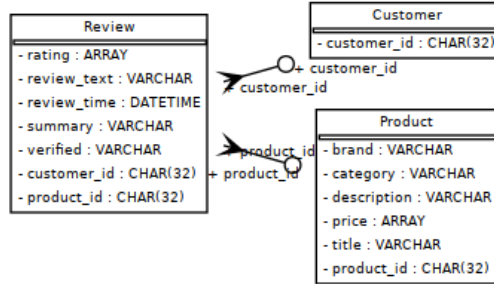 Review
- rating : ARRAY
- review_text : VARCHAR
- review_time : DATETIME
- summary : VARCHAR
- verified : VARCHAR
- customer_id : CHAR(32)
- product_id : CHAR(32)
Customer
- customer_id : CHAR(32)
+ customer_id
+ customer_id
+ product_id
+ product_id
Product
- brand : VARCHAR
- category : VARCHAR
- description : VARCHAR
- price : ARRAY
- title : VARCHAR
- product_id : CHAR(32)